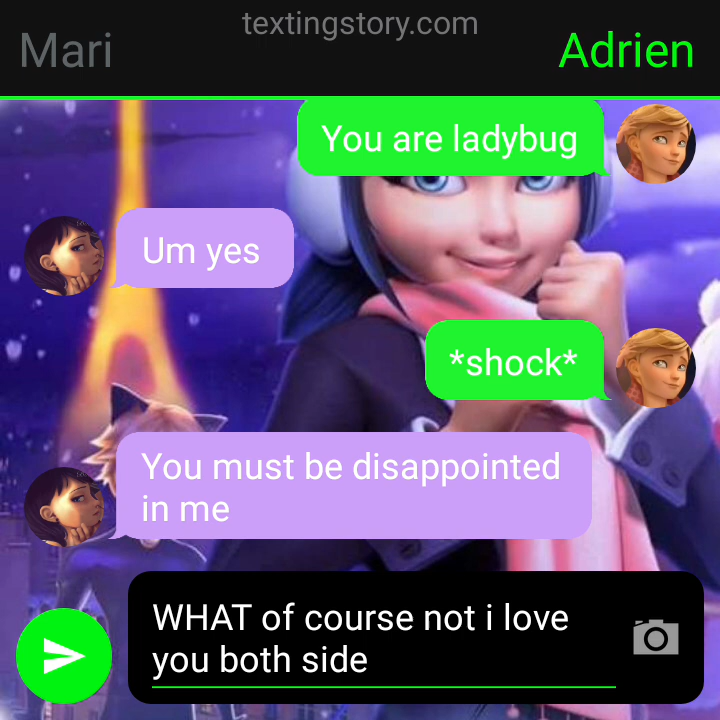 textingstory.com
Mari
Adrien
You are ladybug
Um yes
*shock*
You must be disappointed
in me
WHAT of course not i love
you both side